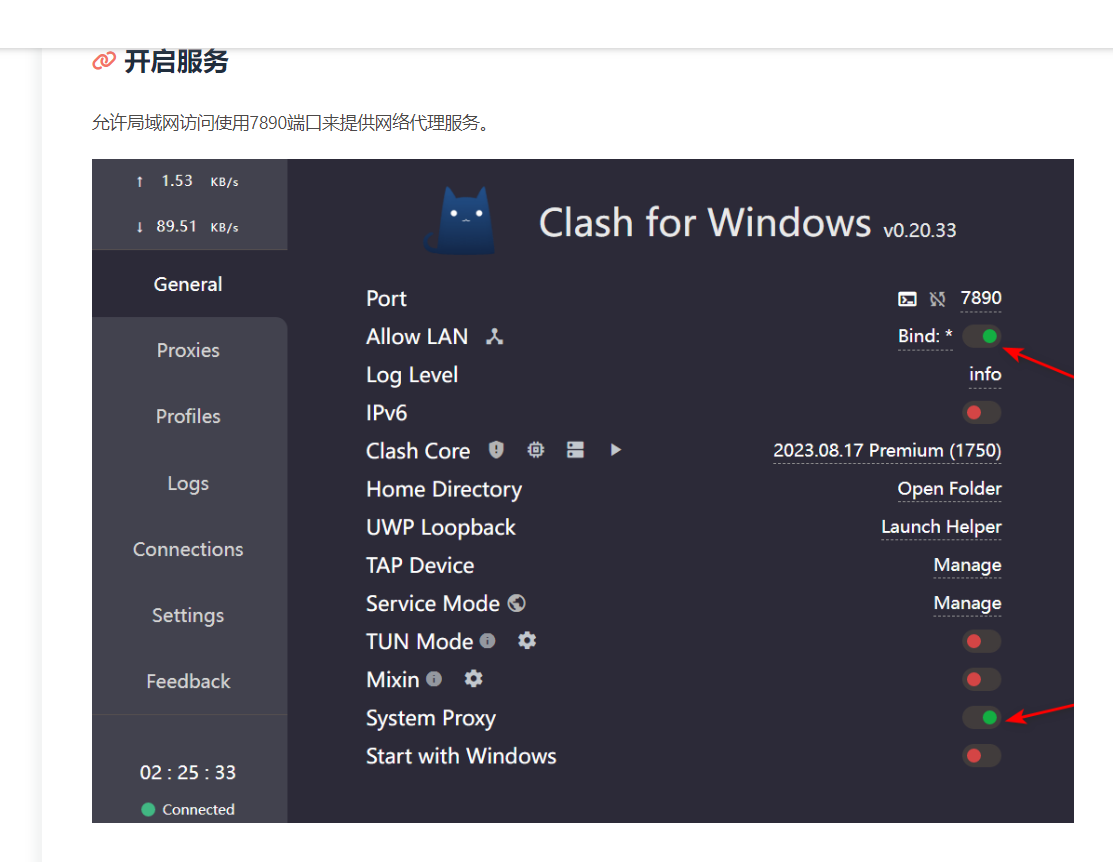 开启服务
允许局域网访问使用7890端口来提供网络代理服务。
↑ 1.53 KB/s
↓ 89.51 KB/s
General
Proxies
Profiles
Logs
Connections
Settings
Feedback
02 : 25 : 33
Connected
Clash for Windows v0.20.33
Port 7890
Allow LAN Bind: *
Log Level info
IPv6
Clash Core 2023.08.17 Premium (1750)
Home Directory Open Folder
UWP Loopback Launch Helper
TAP Device Manage
Service Mode Manage
TUN Mode
Mixin
System Proxy
Start with Windows